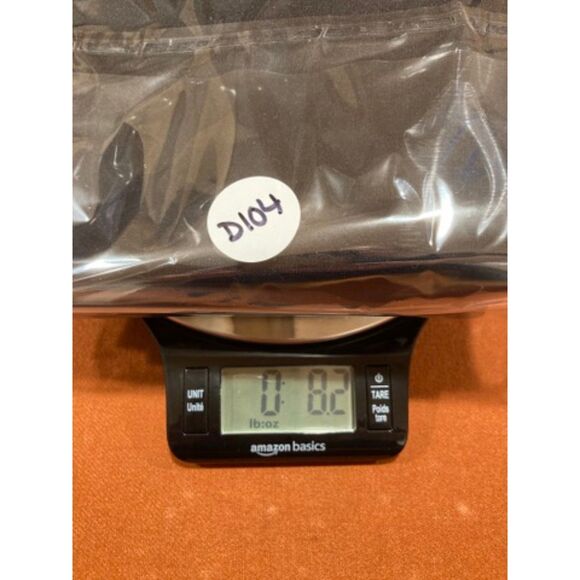 D104
UNIT
Unité
0: 8.2
lb:oz
TARE
Poids
tare
amazon basics